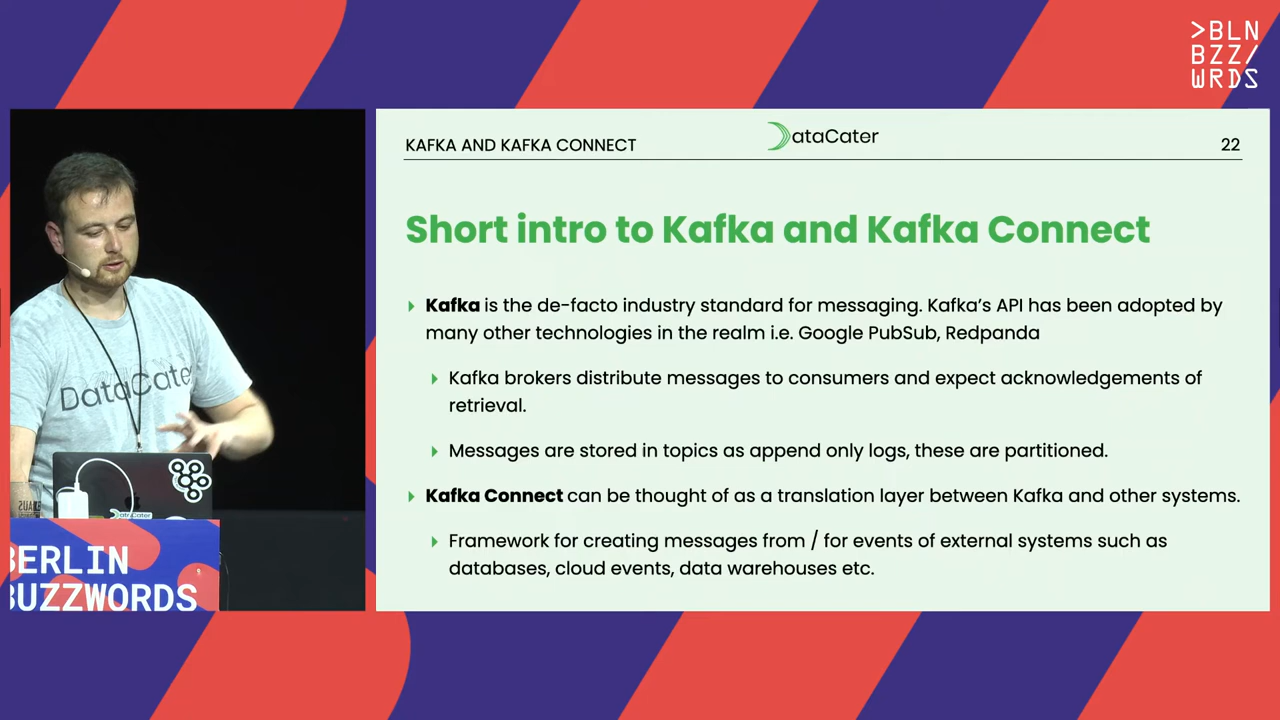 >BLN
BZZ/
WRDS
KAFKA AND KAFKA CONNECT
DataCater
22
Short intro to Kafka and Kafka Connect
Kafka is the de-facto industry standard for messaging. Kafka's API has been adopted by
many other technologies in the realm i.e. Google PubSub, Redpanda
Kafka brokers distribute messages to consumers and expect acknowledgements of
retrieval.
Messages are stored in topics as append only logs, these are partitioned.
Kafka Connect can be thought of as a translation layer between Kafka and other systems.
Framework for creating messages from / for events of external systems such as
databases, cloud events, data warehouses etc.
DataCater
DataCater
BERLIN
BUZZWORDS